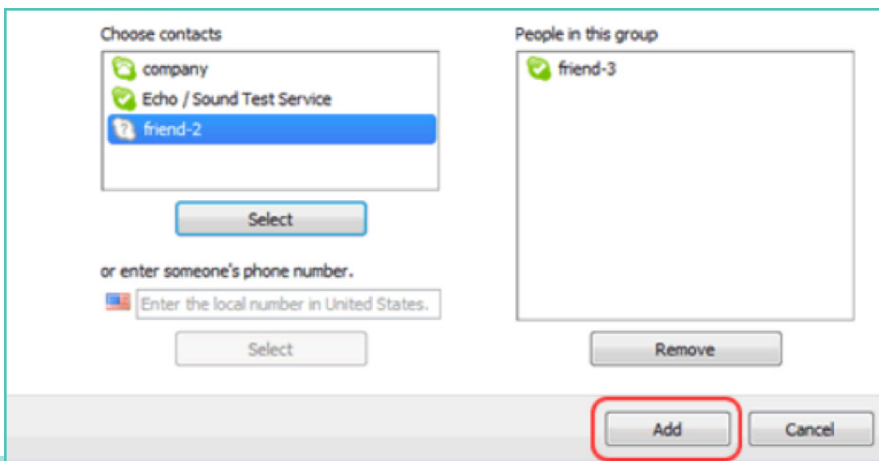 Choose contacts
company
Echo / Sound Test Service
friend-2
Select
or enter someone's phone number.
Enter the local number in United States.
Select
People in this group
friend-3
Remove
Add
Cancel